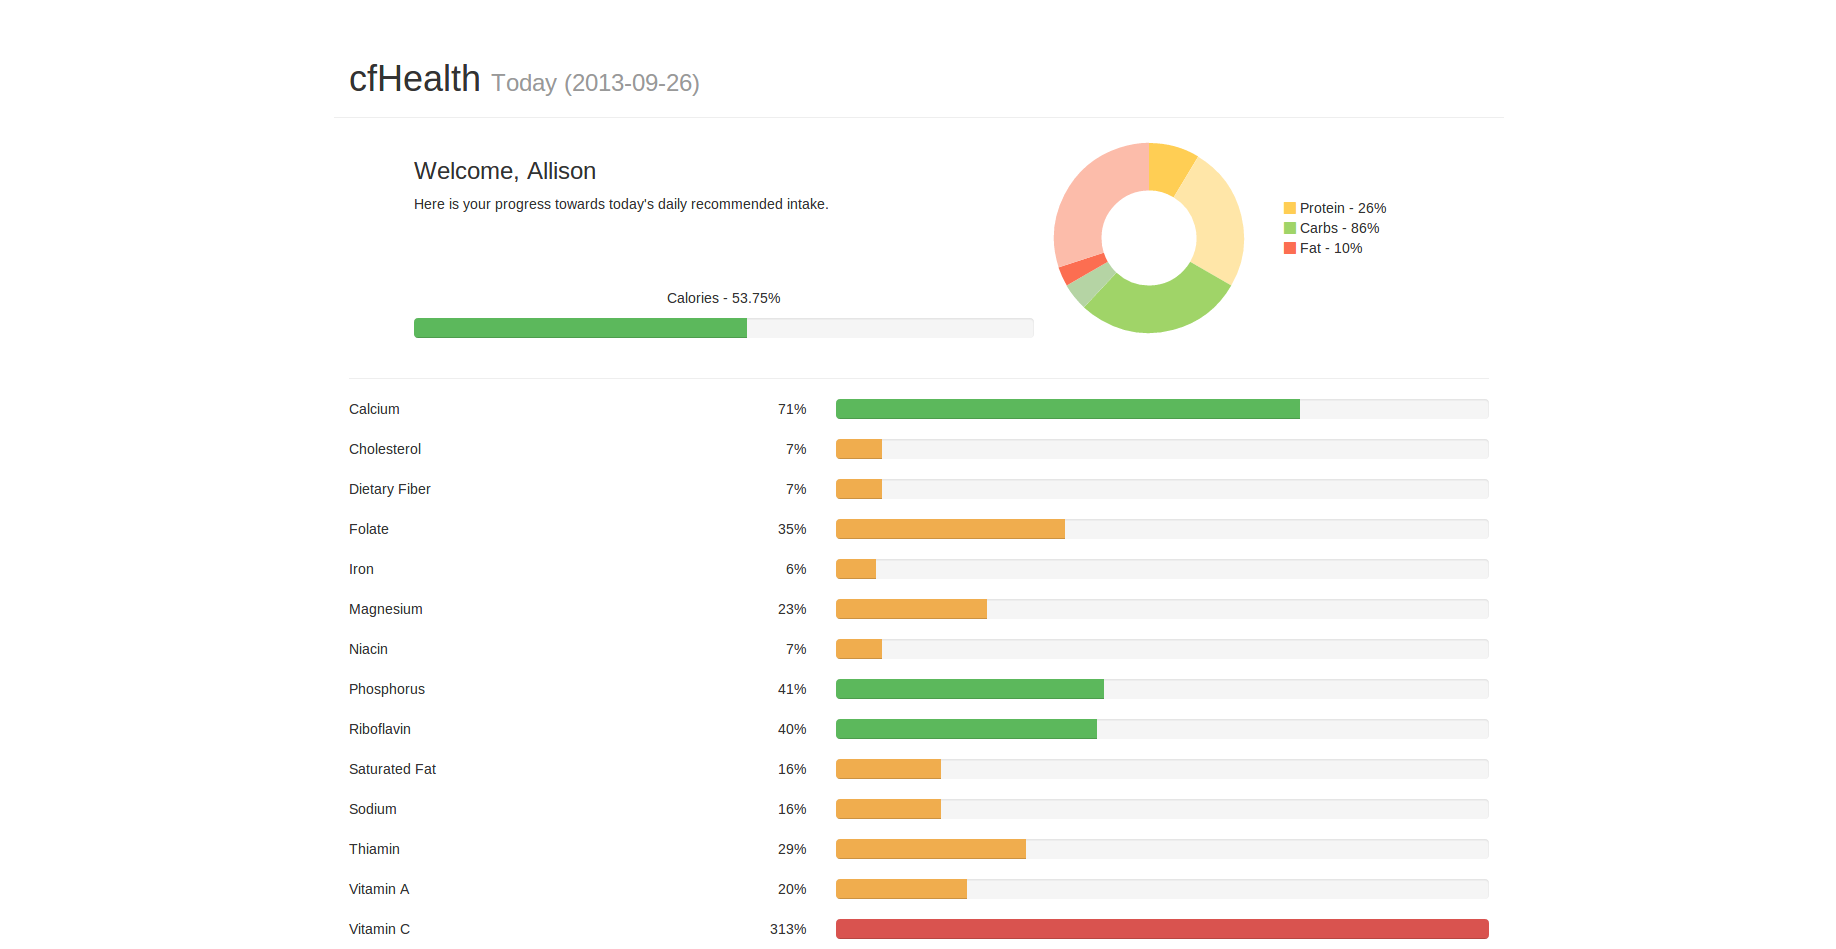 cfHealth Today (2013-09-26)
Welcome, Allison
Here is your progress towards today's daily recommended intake.
Calories - 53.75%
Protein - 26%
Carbs - 86%
Fat - 10%
Calcium 71%
Cholesterol 7%
Dietary Fiber 7%
Folate 35%
Iron 6%
Magnesium 23%
Niacin 7%
Phosphorus 41%
Riboflavin 40%
Saturated Fat 16%
Sodium 16%
Thiamin 29%
Vitamin A 20%
Vitamin C 313%